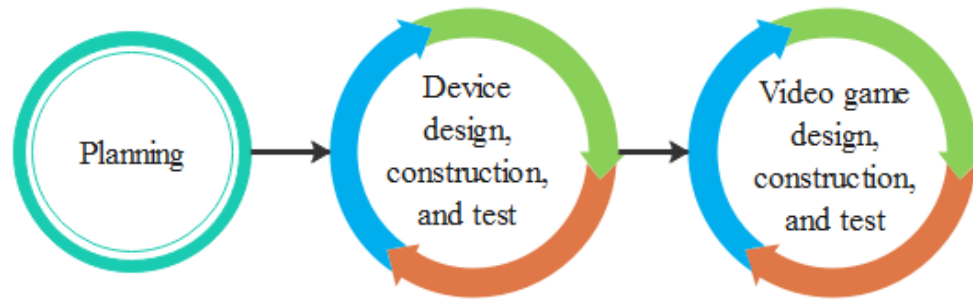 Planning
Device
design,
construction,
and test
Video game
design,
construction,
and test